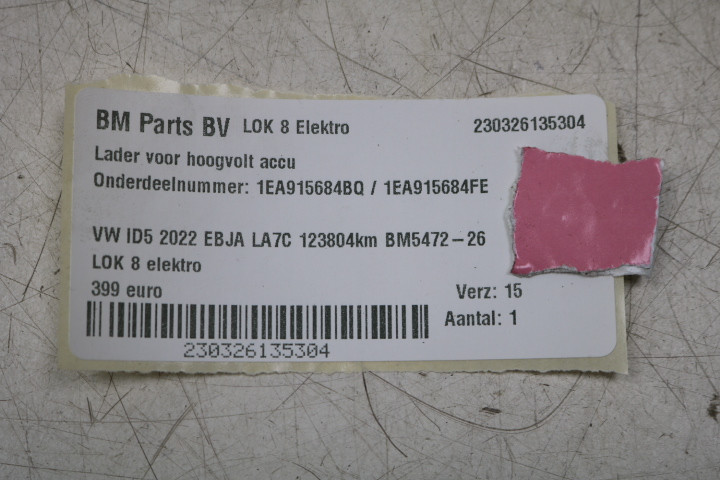 BM Parts BV LOK 8 Elektro 230326135304
Lader voor hoogvolt accu
Onderdeelnummer: 1EA915684BQ / 1EA915684FE
VW ID5 2022 EBJA LA7C 123804km BM5472-26
LOK 8 elektro
399 euro Verz: 15
Aantal: 1
230326135304